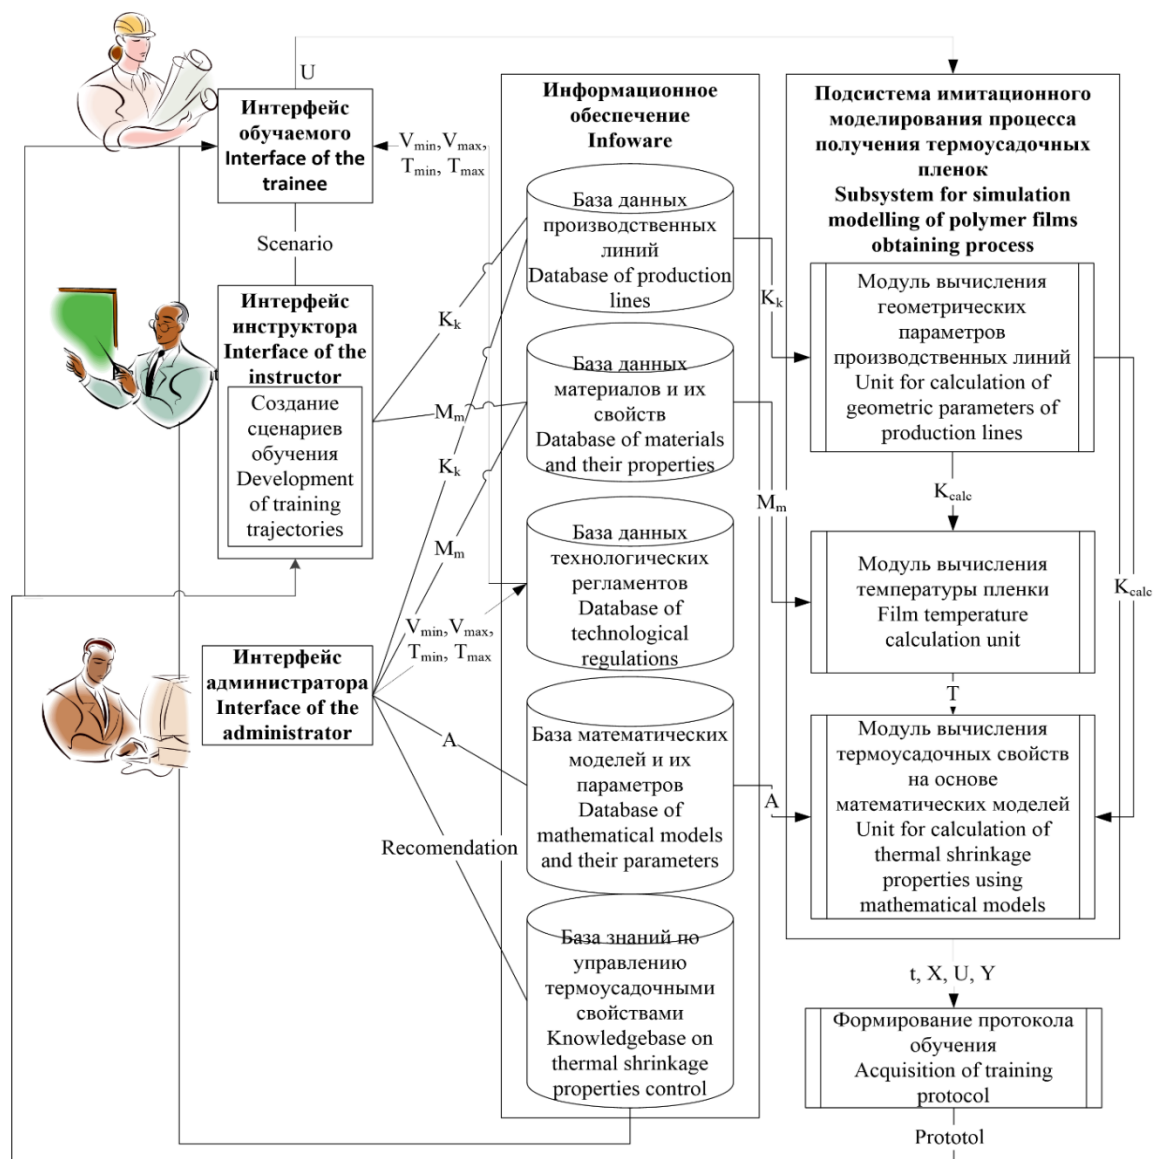 U
Интерфейс
обучаемого
Interface of the
trainee
Scenario
Интерфейс
инструктора
Interface of the
instructor
Создание
сценариев
обучения
Development
of training
trajectories
Интерфейс
администратора
Interface of the
administrator
Vmin,Vmax,
Tmin, Tmax
Kk
Mm
Kk
Mm
Vmin,Vmax,
Tmin, Tmax
A
Recomendation
Информационное
обеспечение
Infoware
База данных
производственных
линий
Database of production
lines
База данных
материалов и их
свойств
Database of materials
and their properties
База данных
технологических
регламентов
Database of
technological
regulations
База математических
моделей и их
параметров
Database of
mathematical models
and their parameters
База знаний по
управлению
термоусадочными
свойствами
Knowledgebase on
thermal shrinkage
properties control
Kk
Mm
A
Подсистема имитационного
моделирования процесса
получения термоусадочных
пленок
Subsystem for simulation
modelling of polymer films
obtaining process
Модуль вычисления
геометрических
параметров
производственных линий
Unit for calculation of
geometric parameters of
production lines
Kcalc
Kcalc
Модуль вычисления
температуры пленки
Film temperature
calculation unit
T
Модуль вычисления
термоусадочных свойств
на основе
математических моделей
Unit for calculation of
thermal shrinkage
properties using
mathematical models
t, X, U, Y
Формирование протокола
обучения
Acquisition of training
protocol
Prototol